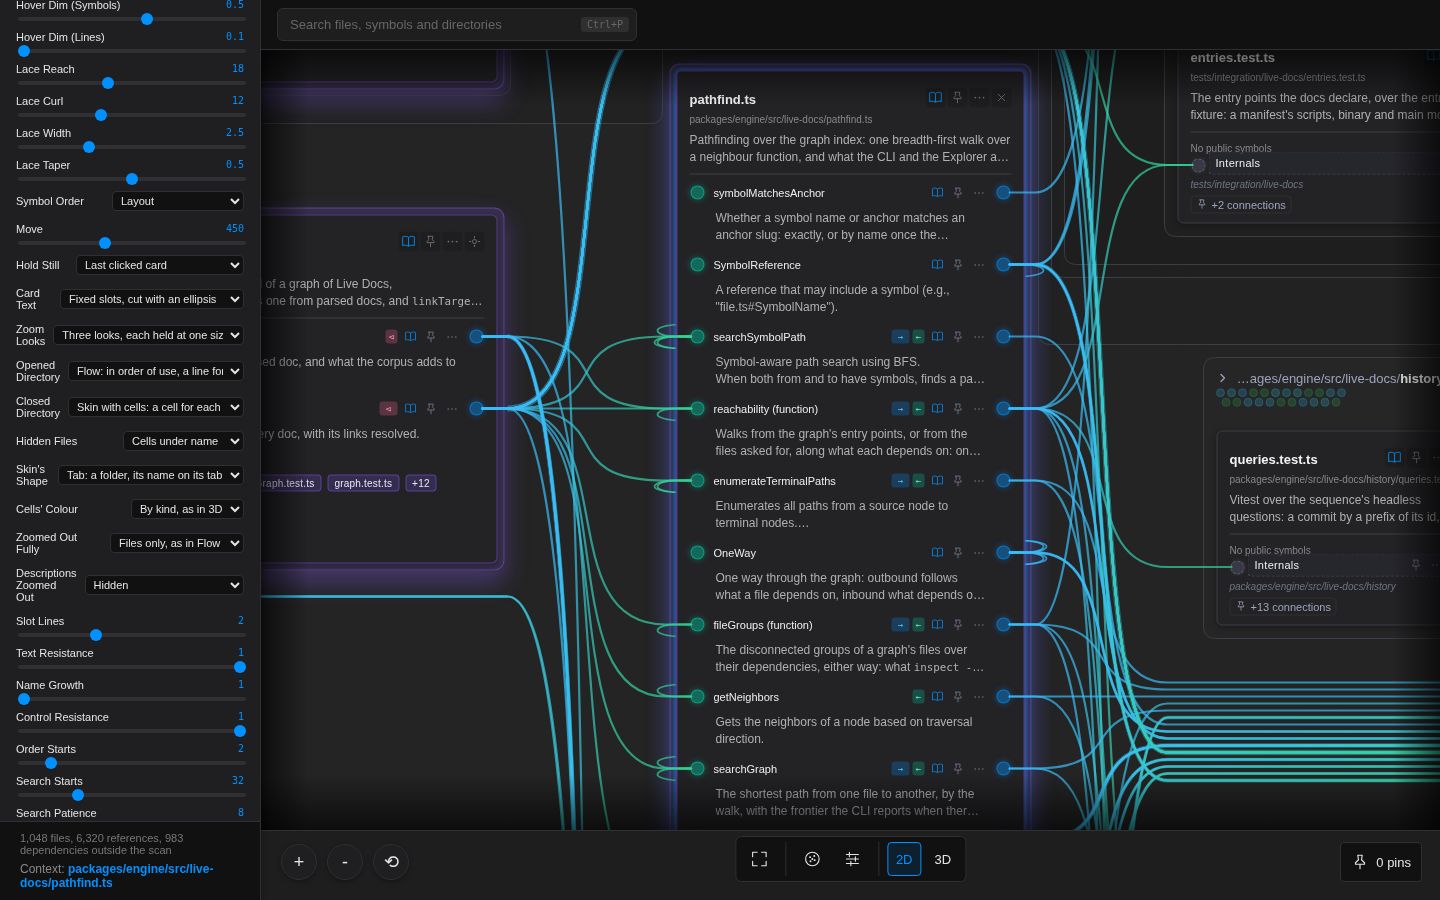 Hover Dim (Symbols) 0.5
Hover Dim (Lines) 0.1
Lace Reach 18
Lace Curl 12
Lace Width 2.5
Lace Taper 0.5
Symbol Order Layout
Move 450
Hold Still Last clicked card
Card Text Fixed slots, cut with an ellipsis
Zoom Looks Three looks, each held at one siz
Opened Directory Flow: in order of use, a line for
Closed Directory Skin with cells: a cell for each
Hidden Files Cells under name
Skin's Shape Tab: a folder, its name on its tab
Cells' Colour By kind, as in 3D
Zoomed Out Fully Files only, as in Flow
Descriptions Zoomed Out Hidden
Slot Lines 2
Text Resistance 1
Name Growth 1
Control Resistance 1
Order Starts 2
Search Starts 32
Search Patience 8
1,048 files, 6,320 references, 983
dependencies outside the scan
Context: packages/engine/src/live-
docs/pathfind.ts
Search files, symbols and directories Ctrl+P
of a graph of Live Docs,
one from parsed docs, and linkTarge…
ed doc, and what the corpus adds to
ery doc, with its links resolved.
raph.test.ts graph.test.ts +12
pathfind.ts
packages/engine/src/live-docs/pathfind.ts
Pathfinding over the graph index: one breadth-first walk over
a neighbour function, and what the CLI and the Explorer a…
symbolMatchesAnchor
Whether a symbol name or anchor matches an
anchor slug: exactly, or by name once the…
SymbolReference
A reference that may include a symbol (e.g.,
"file.ts#SymbolName").
searchSymbolPath
Symbol-aware path search using BFS.
When both from and to have symbols, finds a pa…
reachability (function)
Walks from the graph's entry points, or from the
files asked for, along what each depends on: on…
enumerateTerminalPaths
Enumerates all paths from a source node to
terminal nodes.…
OneWay
One way through the graph: outbound follows
what a file depends on, inbound what depends o…
fileGroups (function)
The disconnected groups of a graph's files over
their dependencies, either way: what inspect -…
getNeighbors
Gets the neighbors of a node based on traversal
direction.
searchGraph
The shortest path from one file to another, by the
walk, with the frontier the CLI reports when ther…
entries.test.ts
tests/integration/live-docs/entries.test.ts
The entry points the docs declare, over the entr
fixture: a manifest's scripts, binary and main mo
No public symbols
Internals
tests/integration/live-docs
+2 connections
…ages/engine/src/live-docs/history
queries.test.ts
packages/engine/src/live-docs/history/queries.te
Vitest over the sequence's headless
questions: a commit by a prefix of its id,
No public symbols
Internals
packages/engine/src/live-docs/history
+13 connections
+ - ⟲
2D 3D
0 pins